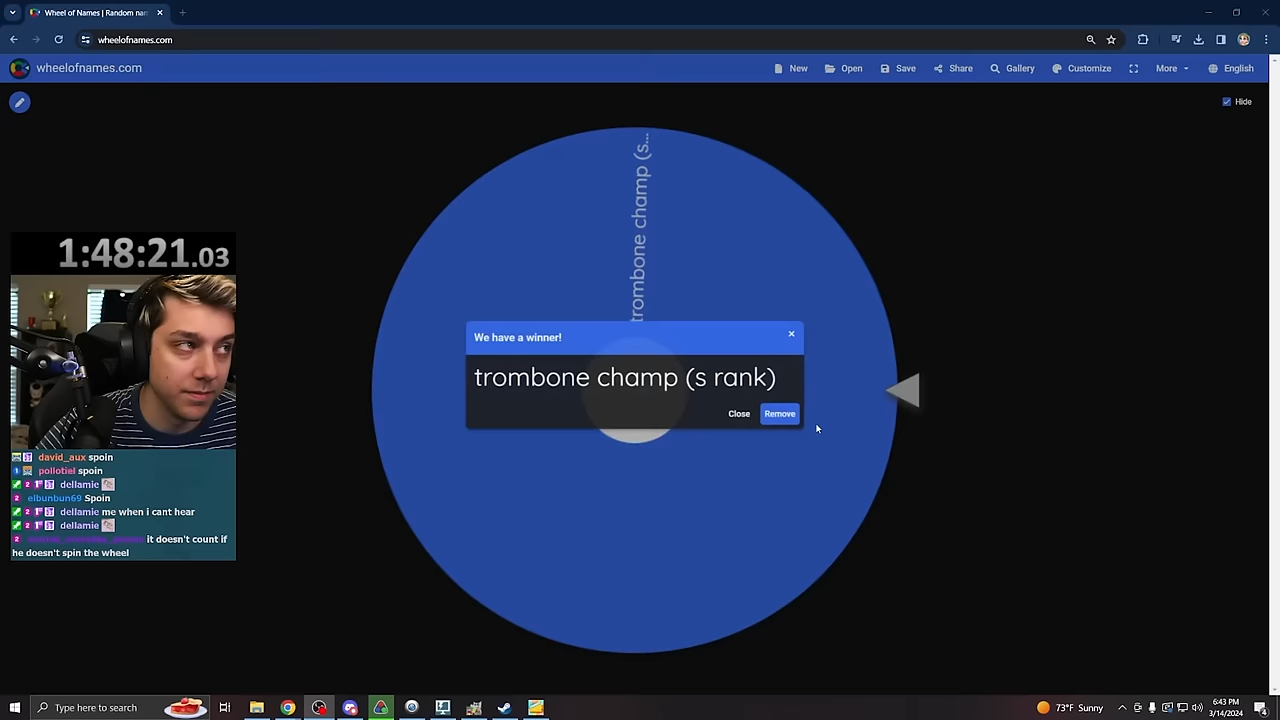 Wheel of Names | Random nam
wheelofnames.com
wheelofnames.com
New
Open
Save
Share
Gallery
Customize
More
English
Hide
trombone champ (s...
1:48:21.03
We have a winner!
trombone champ (s rank)
Close
Remove
david_aux spoin
pollotiel spoin
dellamie
elbunbun69 Spoin
dellamie me when i cant hear
dellamie
it doesn't count if
he doesn't spin the wheel
Type here to search
73°F Sunny
6:43 PM
3/14/2024